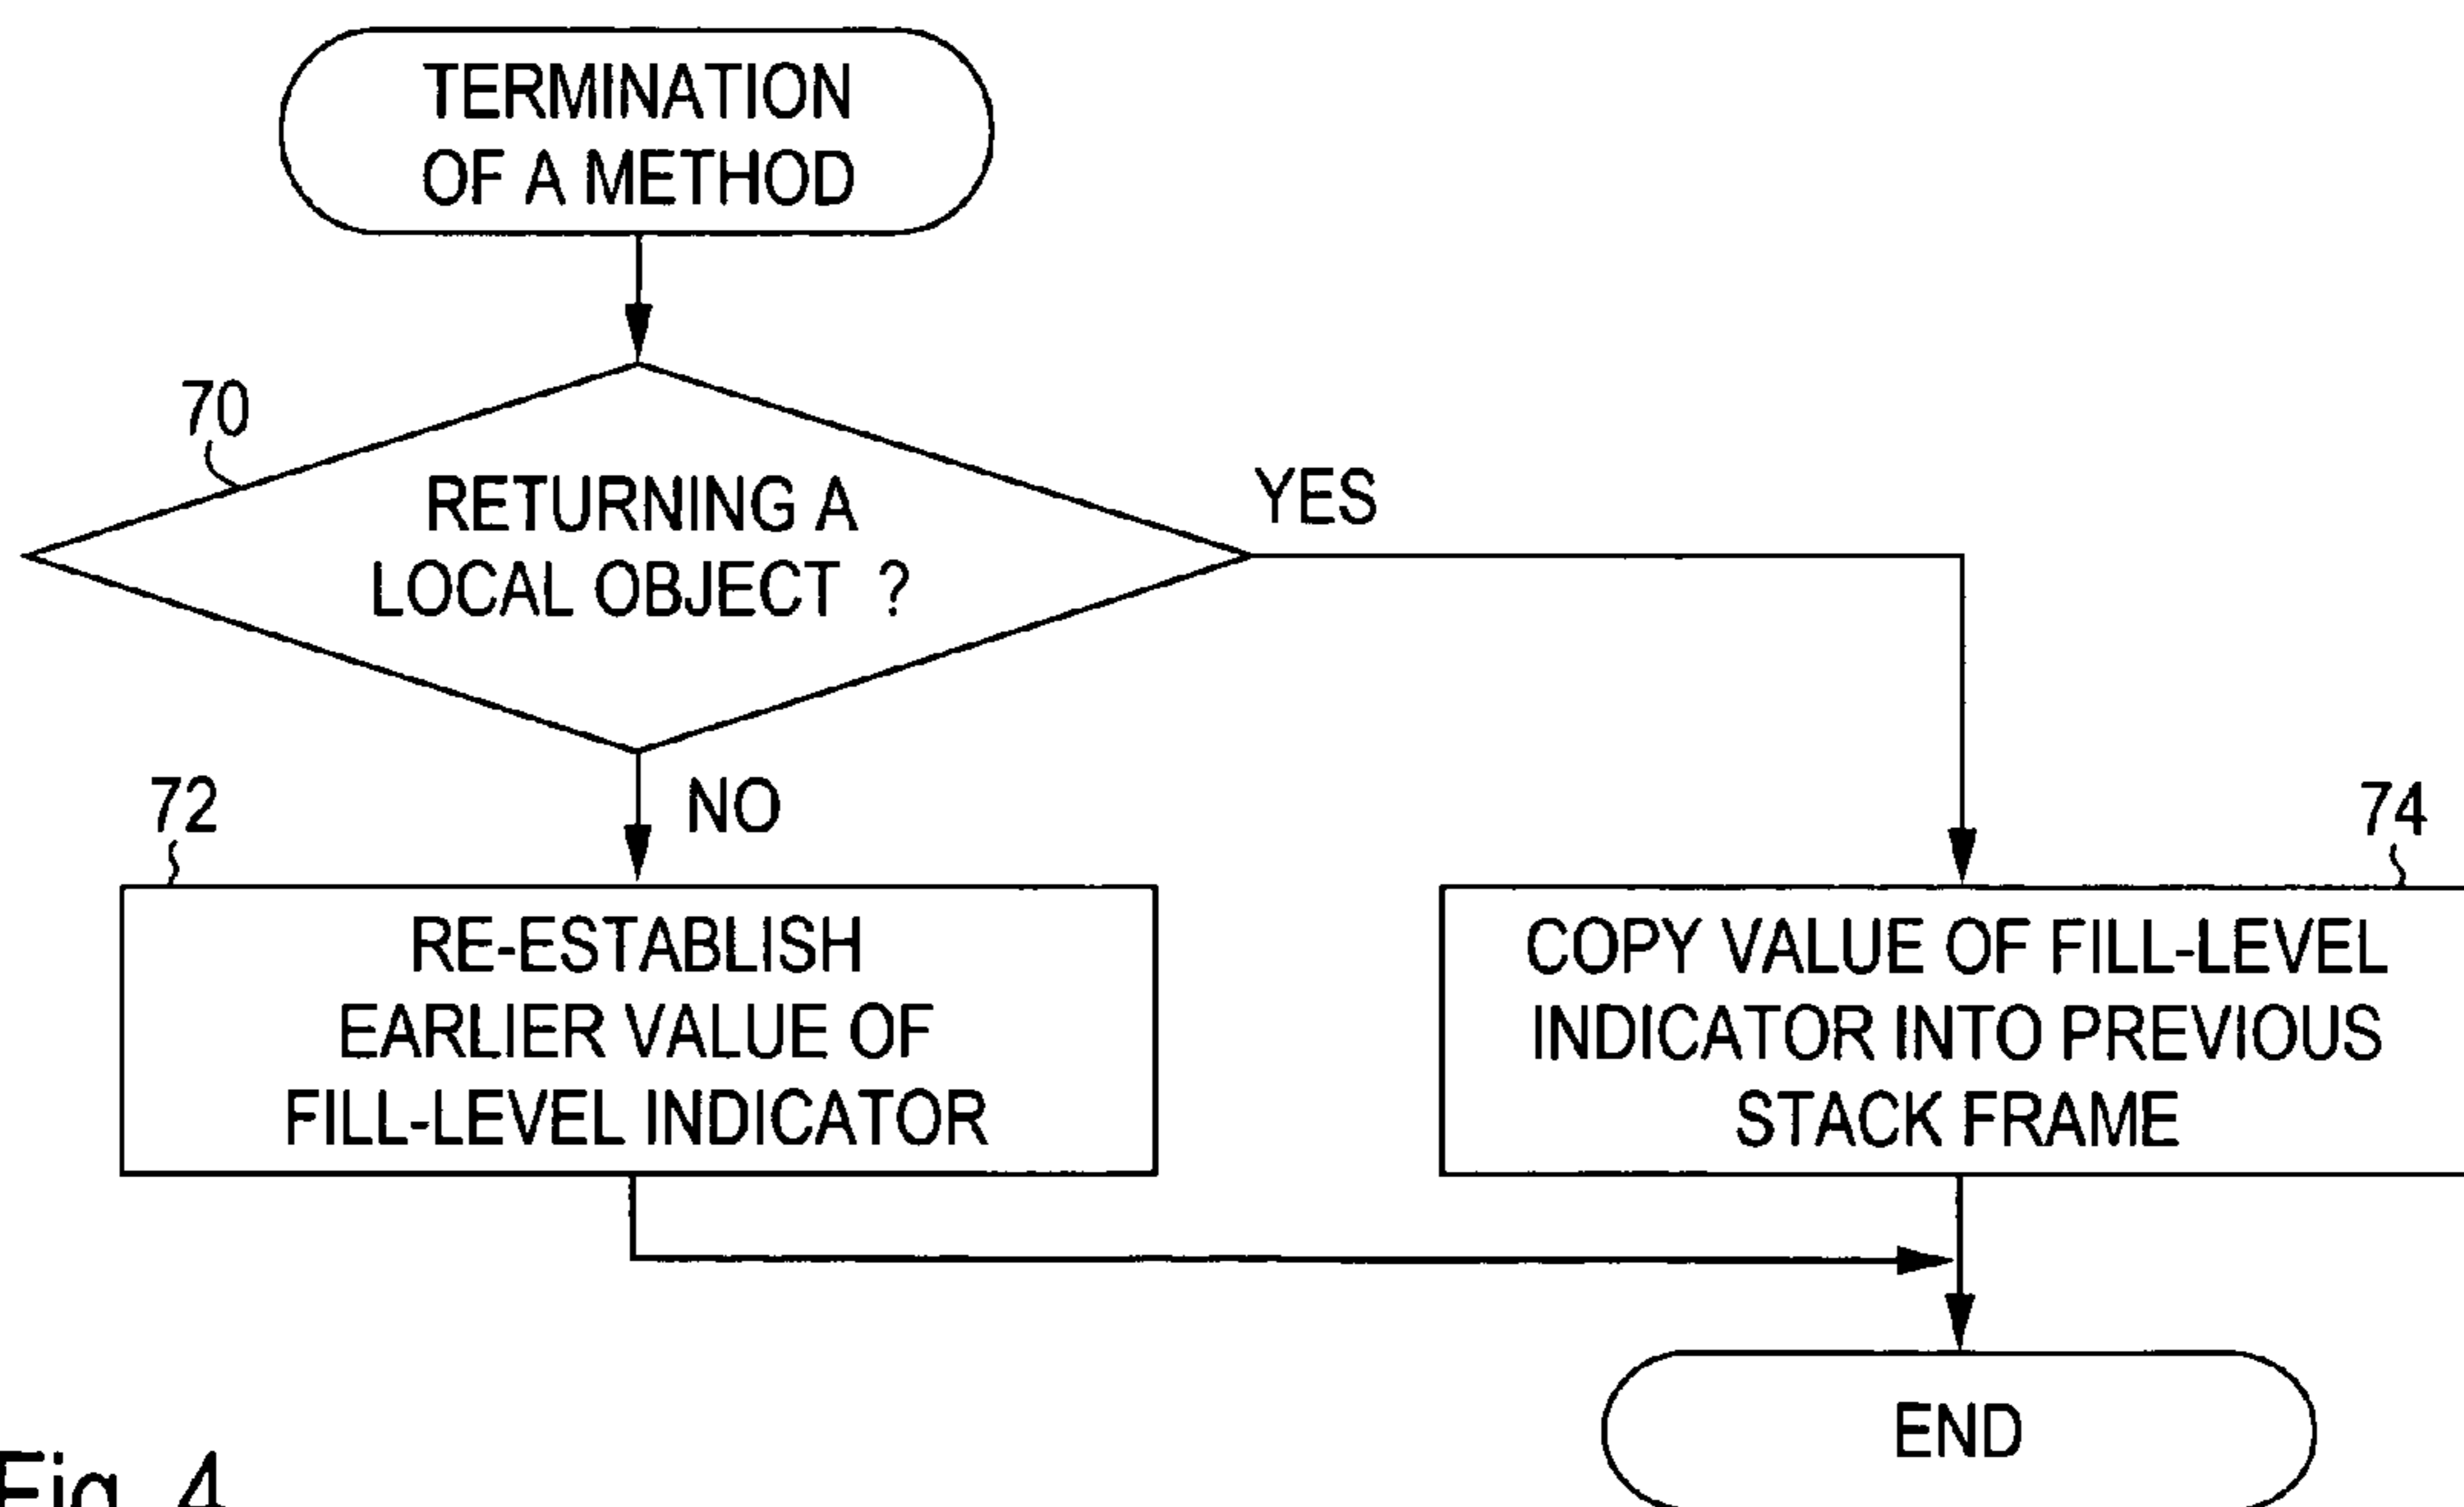 TERMINATION
OF A METHOD
70
RETURNING A
LOCAL OBJECT ?
YES
NO
72
RE-ESTABLISH
EARLIER VALUE OF
FILL-LEVEL INDICATOR
74
COPY VALUE OF FILL-LEVEL
INDICATOR INTO PREVIOUS
STACK FRAME
END
Fig. 4